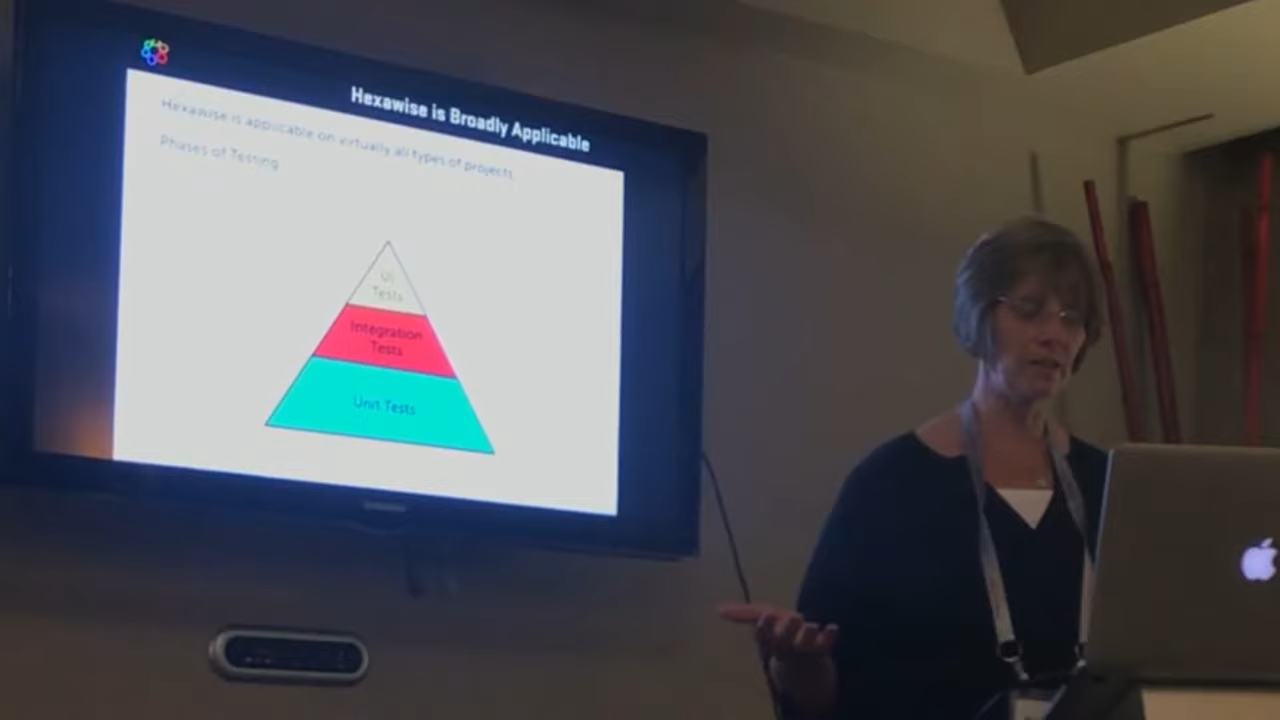 Hexawise is Broadly Applicable
Hexawise is applicable on virtually all types of projects.
Phases of Testing
UI
Tests
Integration
Tests
Unit Tests